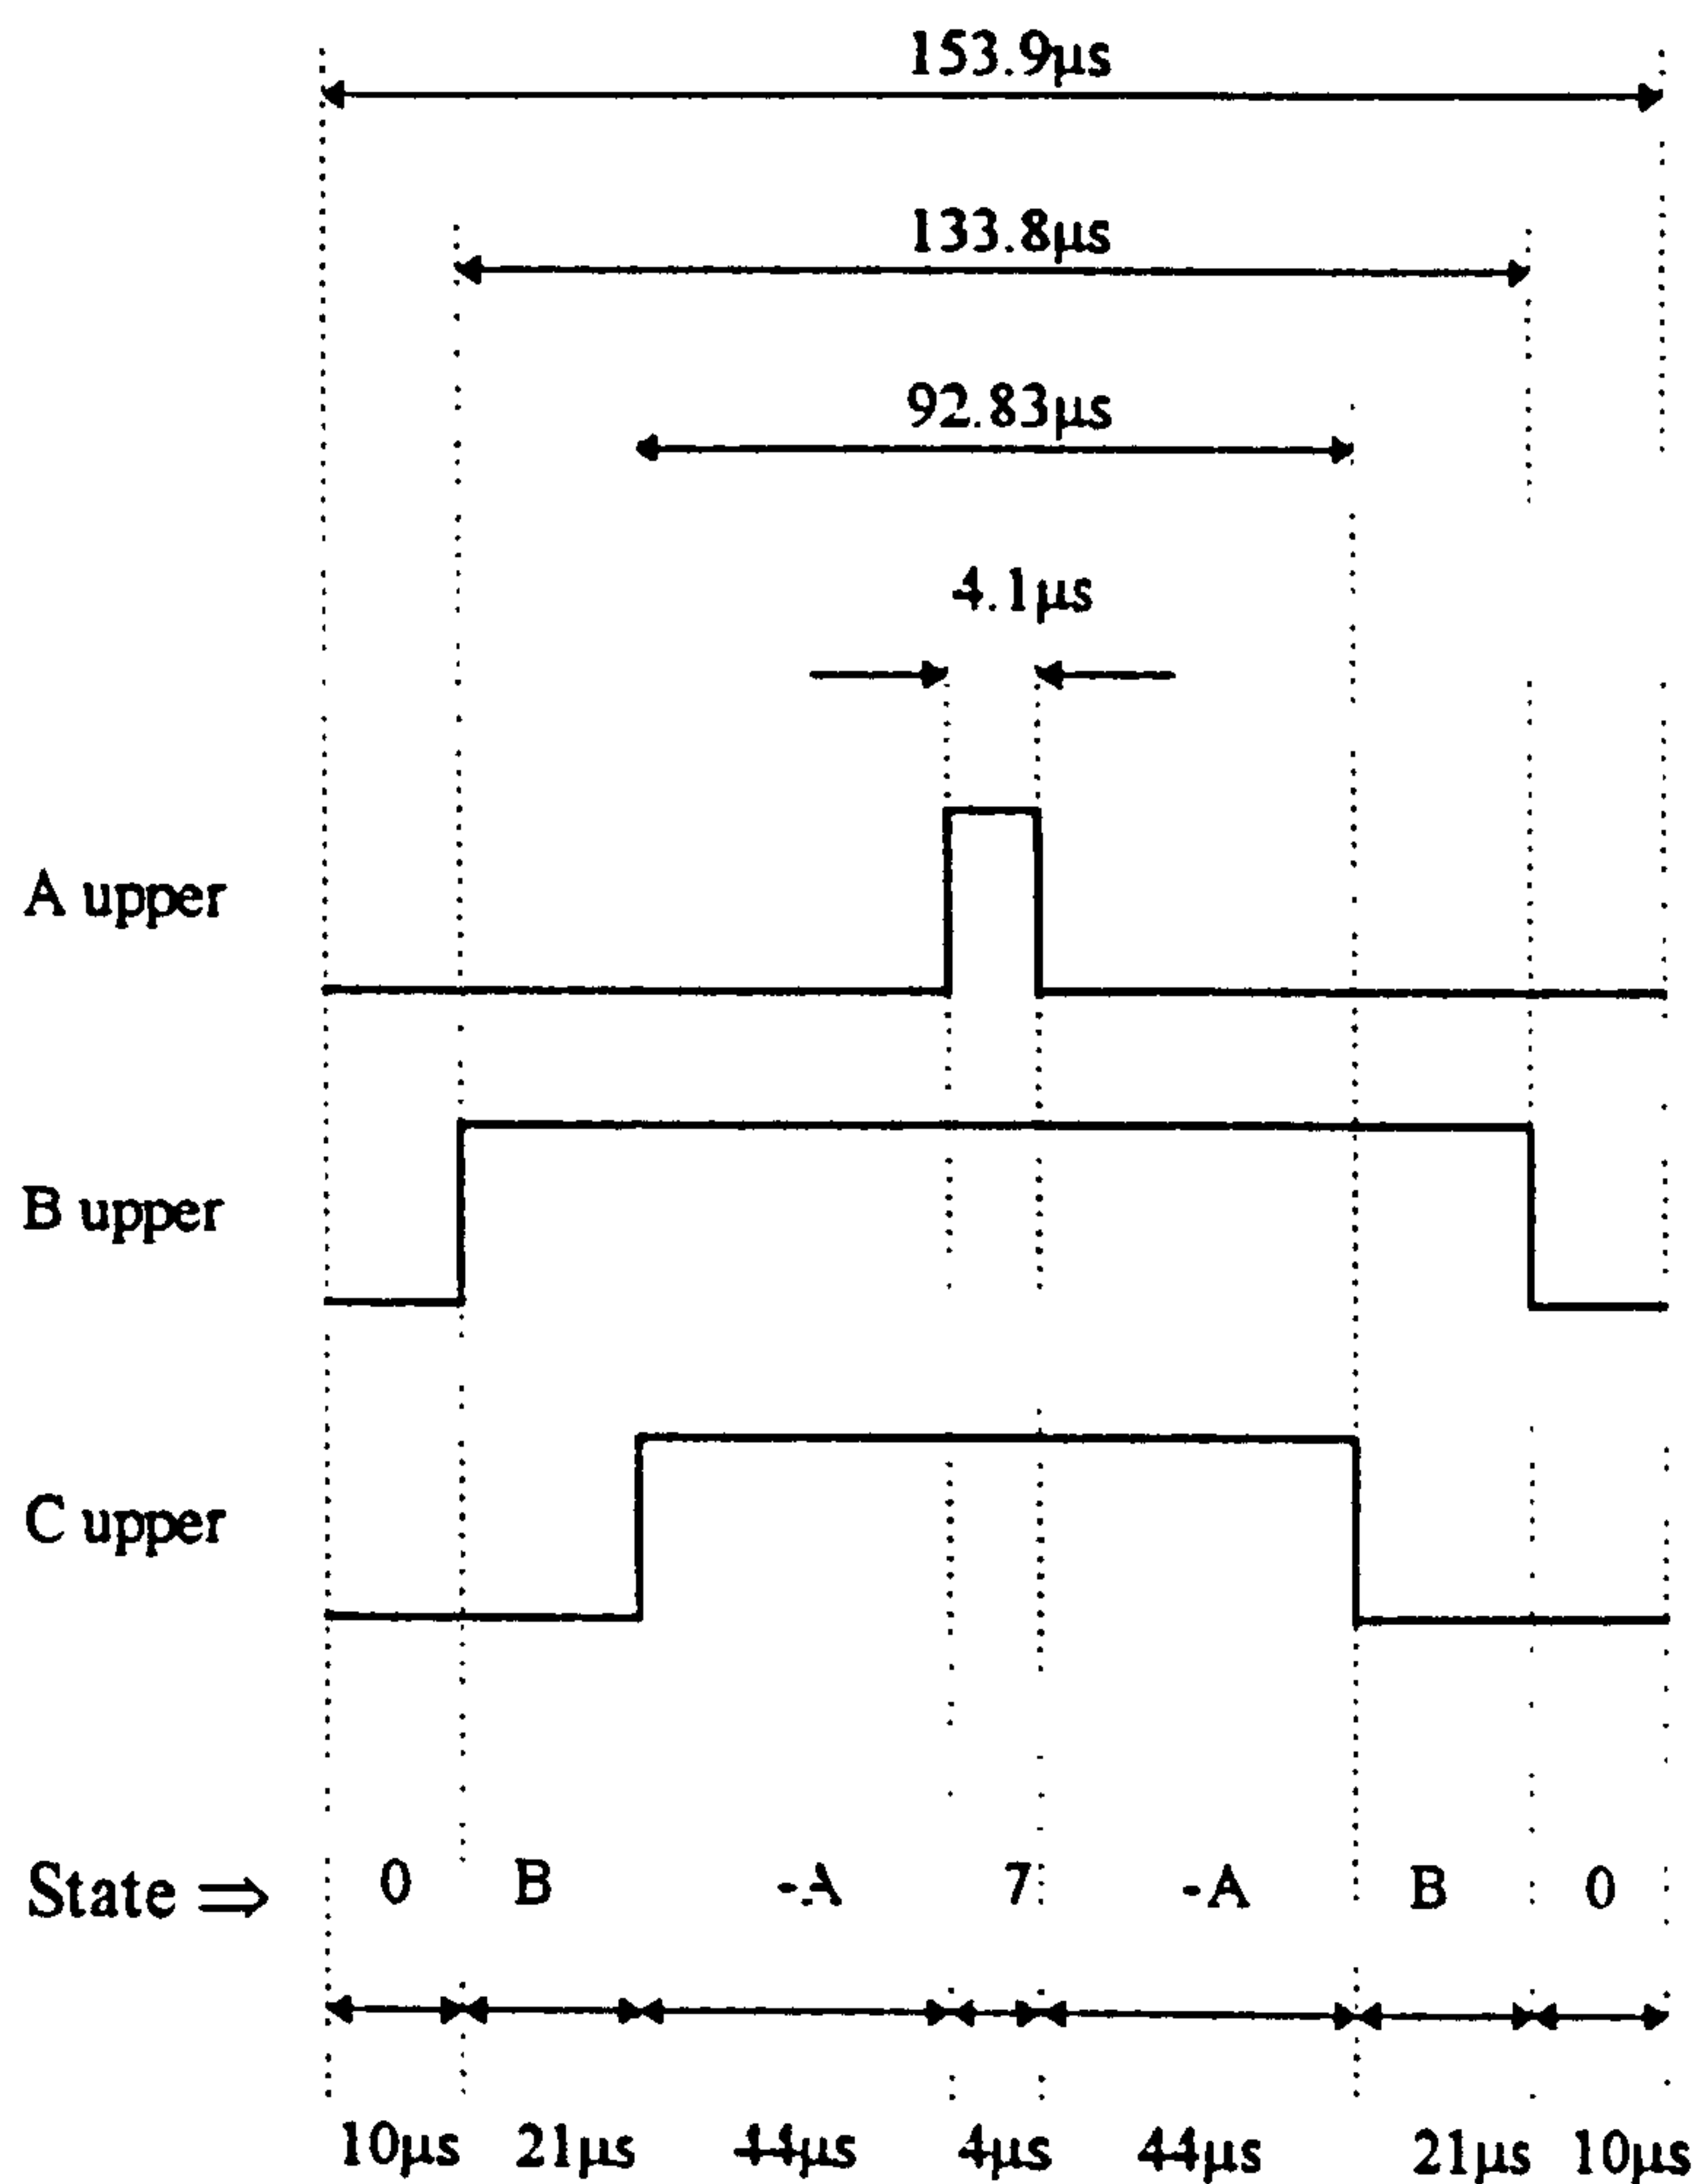 153.9µs
133.8µs
92.83µs
4.1µs
A upper
B upper
C upper
State ⇒ 0 B -A 7 -A B 0
10µs 21µs 44µs 4µs 44µs 21µs 10µs